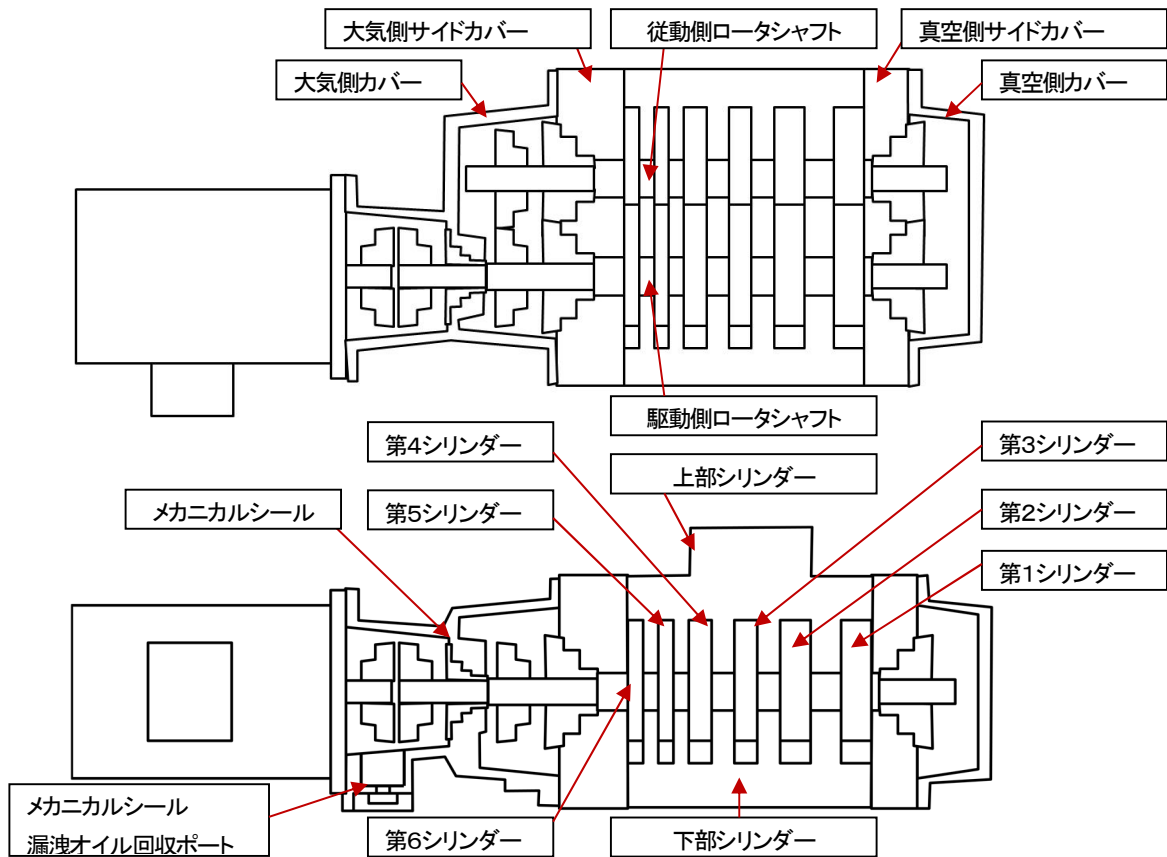 大気側サイドカバー
従動側ロータシャフト
真空側サイドカバー
大気側カバー
真空側カバー
駆動側ロータシャフト
第4シリンダー
第3シリンダー
上部シリンダー
メカニカルシール
第5シリンダー
第2シリンダー
第1シリンダー
メカニカルシール
漏洩オイル回収ポート
第6シリンダー
下部シリンダー